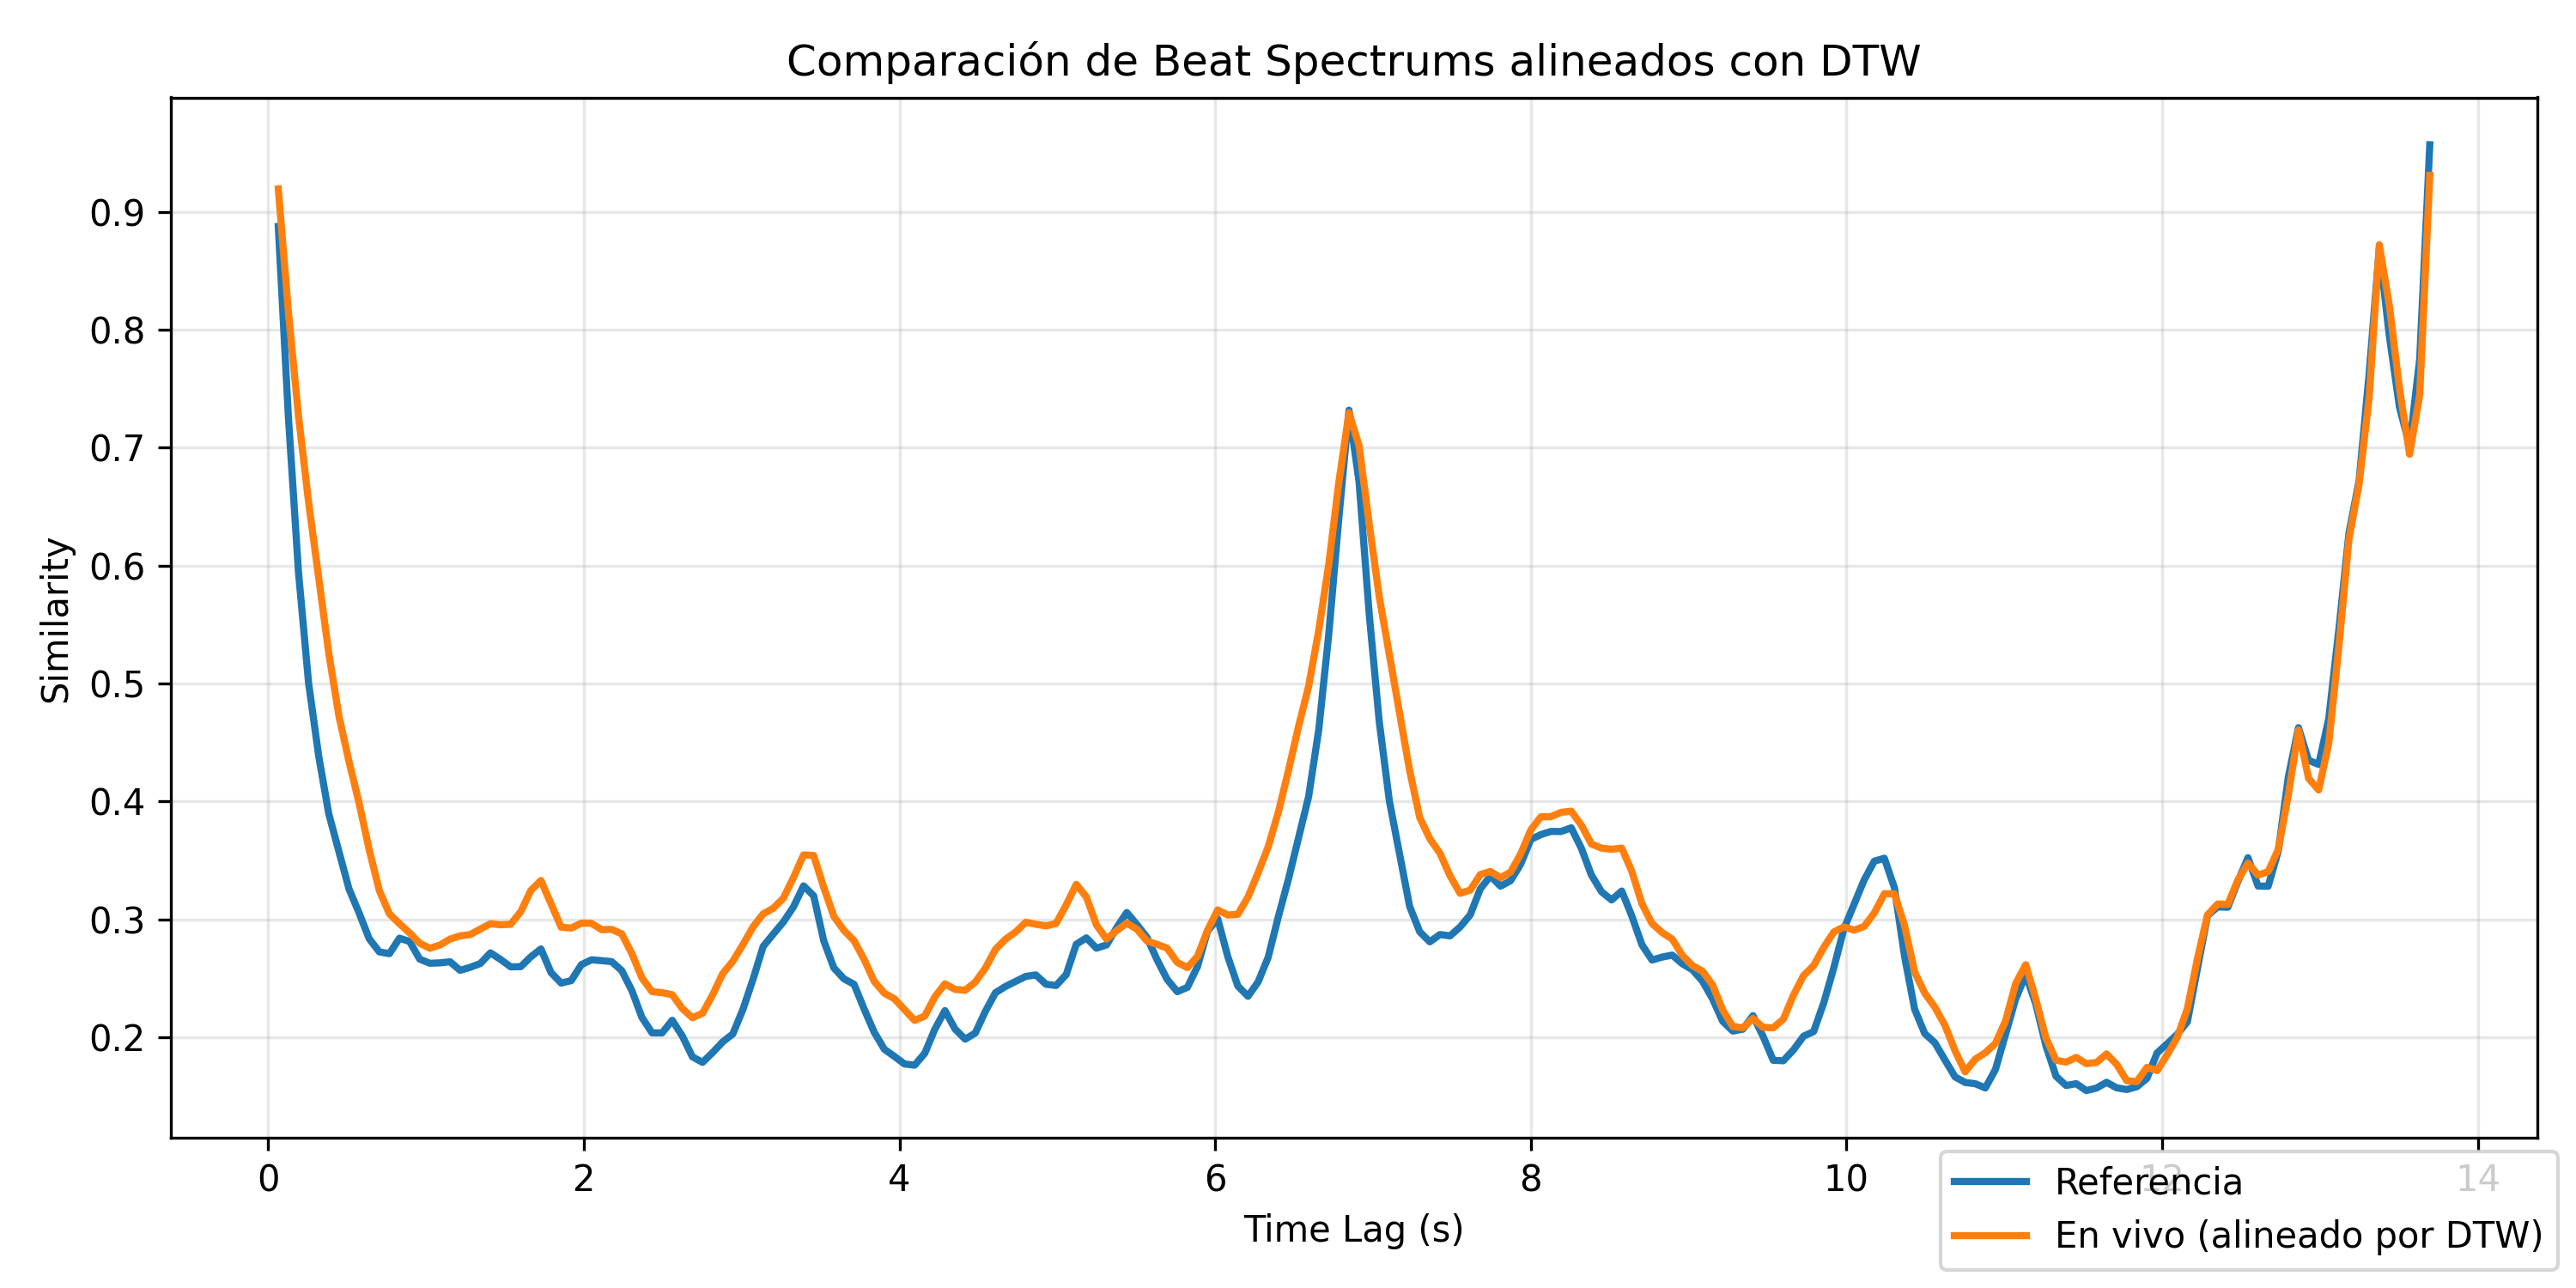 Comparación de Beat Spectrums alineados con DTW
Similarity
0.9
0.8
0.7
0.6
0.5
0.4
0.3
0.2
0 2 4 6 8 10 12 14
Time Lag (s)
Referencia
En vivo (alineado por DTW)